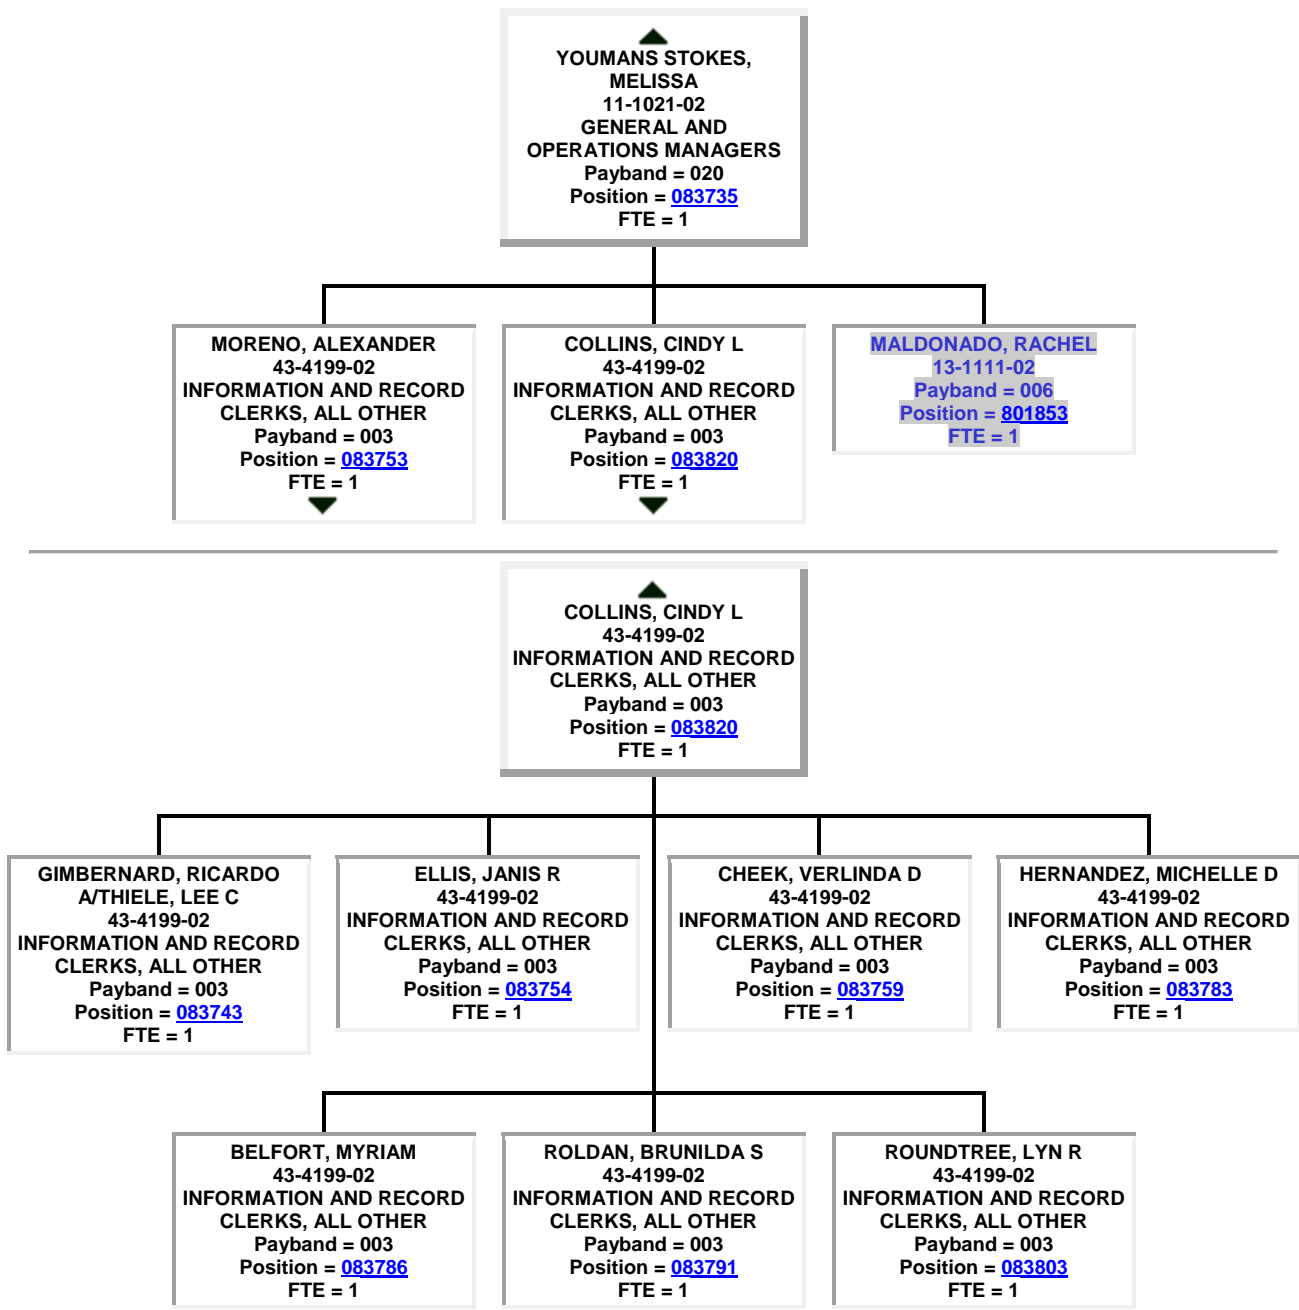 YOUMANS STOKES,
MELISSA
11-1021-02
GENERAL AND
OPERATIONS MANAGERS
Payband = 020
Position = 083735
FTE = 1
MORENO, ALEXANDER
43-4199-02
INFORMATION AND RECORD
CLERKS, ALL OTHER
Payband = 003
Position = 083753
FTE = 1
COLLINS, CINDY L
43-4199-02
INFORMATION AND RECORD
CLERKS, ALL OTHER
Payband = 003
Position = 083820
FTE = 1
MALDONADO, RACHEL
13-1111-02
Payband = 006
Position = 801853
FTE = 1
COLLINS, CINDY L
43-4199-02
INFORMATION AND RECORD
CLERKS, ALL OTHER
Payband = 003
Position = 083820
FTE = 1
GIMBERNARD, RICARDO
A/THIELE, LEE C
43-4199-02
INFORMATION AND RECORD
CLERKS, ALL OTHER
Payband = 003
Position = 083743
FTE = 1
ELLIS, JANIS R
43-4199-02
INFORMATION AND RECORD
CLERKS, ALL OTHER
Payband = 003
Position = 083754
FTE = 1
CHEEK, VERLINDA D
43-4199-02
INFORMATION AND RECORD
CLERKS, ALL OTHER
Payband = 003
Position = 083759
FTE = 1
HERNANDEZ, MICHELLE D
43-4199-02
INFORMATION AND RECORD
CLERKS, ALL OTHER
Payband = 003
Position = 083783
FTE = 1
BELFORT, MYRIAM
43-4199-02
INFORMATION AND RECORD
CLERKS, ALL OTHER
Payband = 003
Position = 083786
FTE = 1
ROLDAN, BRUNILDA S
43-4199-02
INFORMATION AND RECORD
CLERKS, ALL OTHER
Payband = 003
Position = 083791
FTE = 1
ROUNDTREE, LYN R
43-4199-02
INFORMATION AND RECORD
CLERKS, ALL OTHER
Payband = 003
Position = 083803
FTE = 1